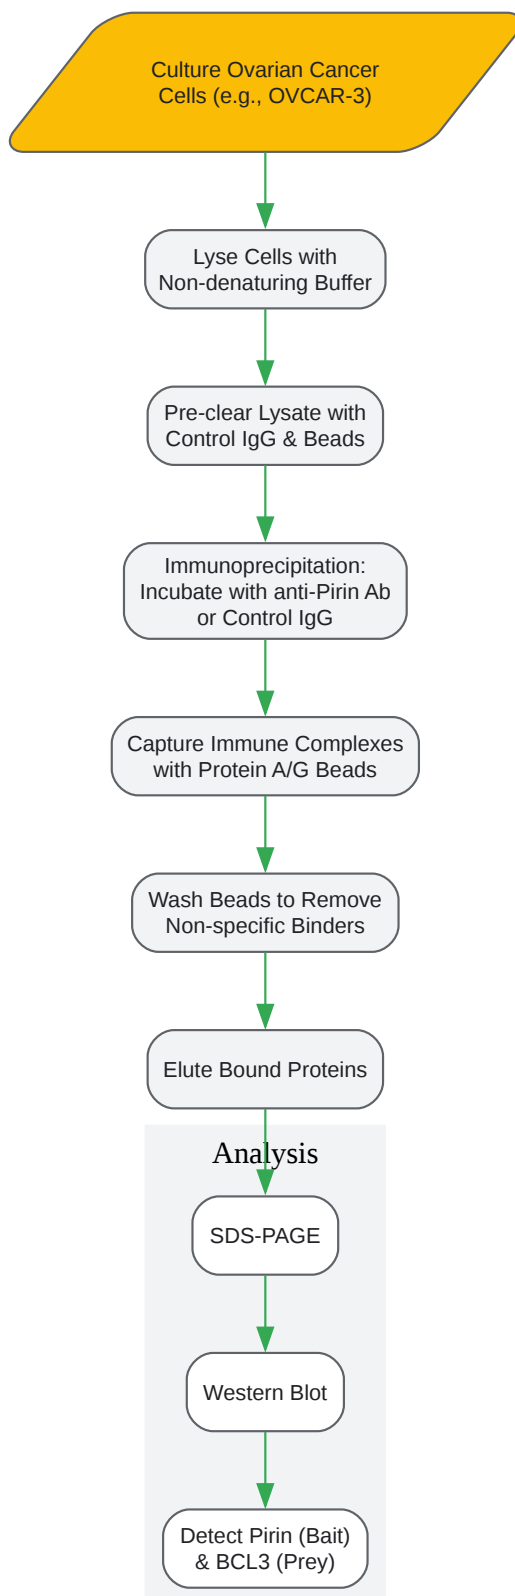 Culture Ovarian Cancer
Cells (e.g., OVCAR-3)
Lyse Cells with
Non-denaturing Buffer
Pre-clear Lysate with
Control IgG & Beads
Immunoprecipitation:
Incubate with anti-Pirin Ab
or Control IgG
Capture Immune Complexes
with Protein A/G Beads
Wash Beads to Remove
Non-specific Binders
Elute Bound Proteins
Analysis
SDS-PAGE
Western Blot
Detect Pirin (Bait)
& BCL3 (Prey)